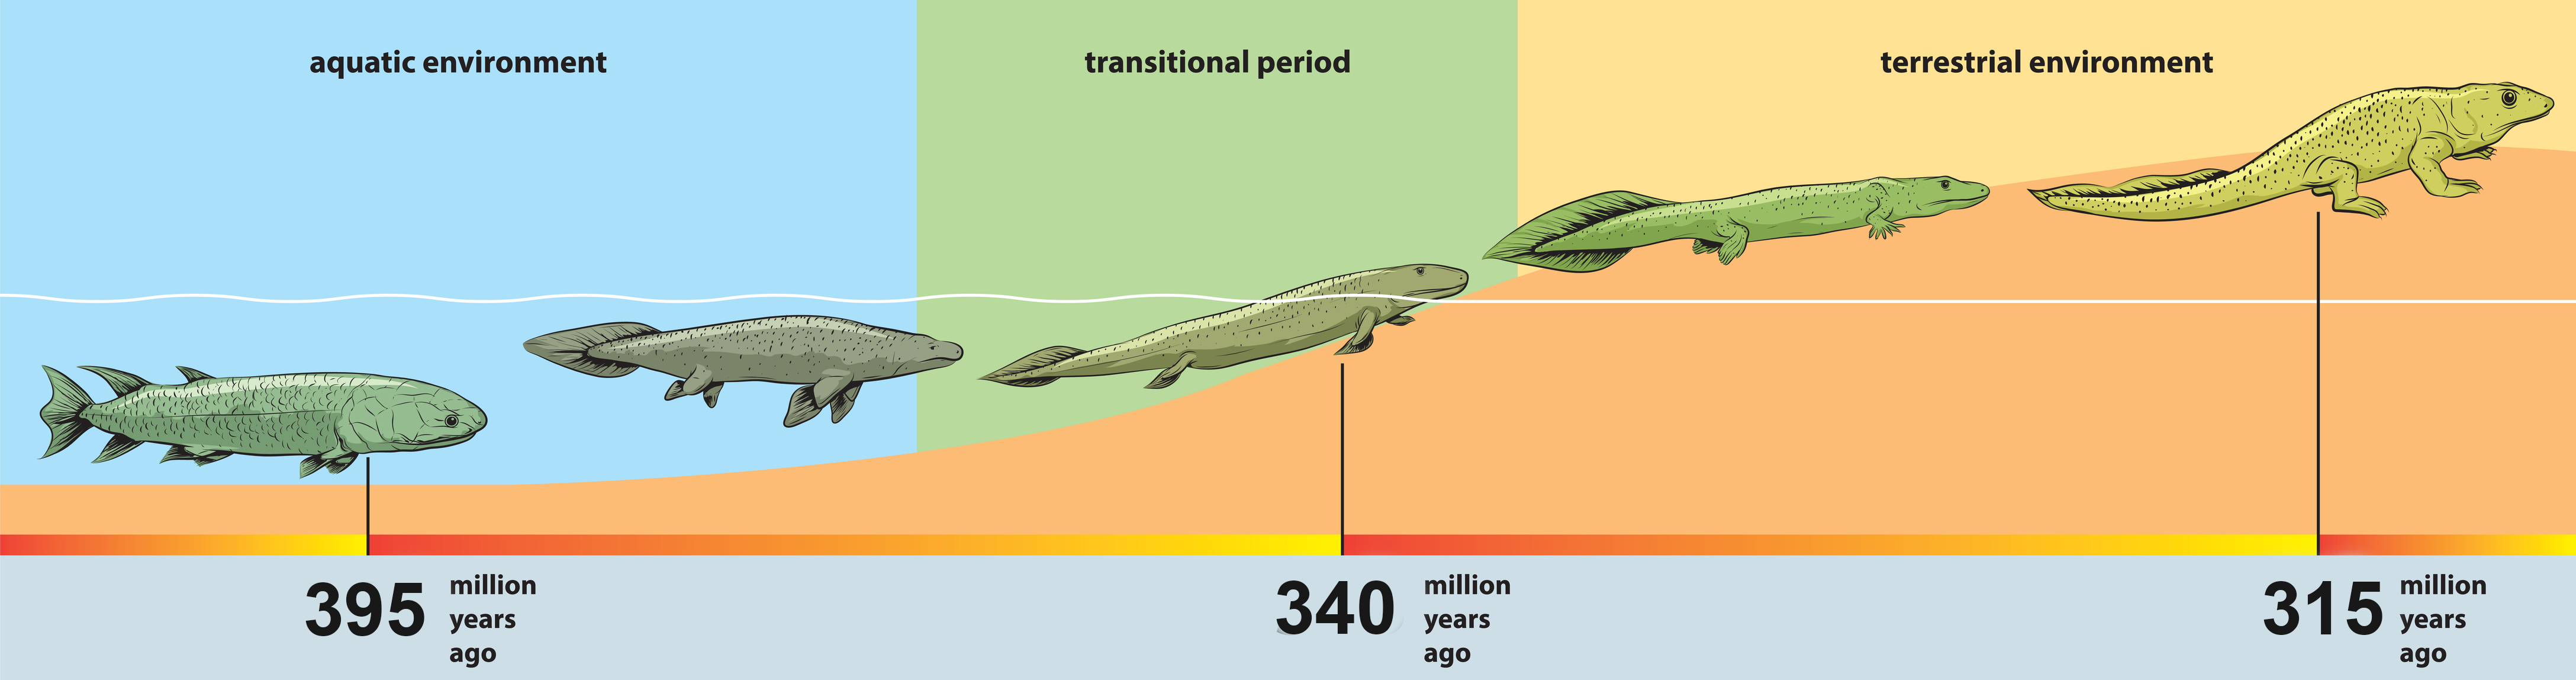 aquatic environment
transitional period
terrestrial environment
395 million
years
ago
340 million
years
ago
315 million
years
ago